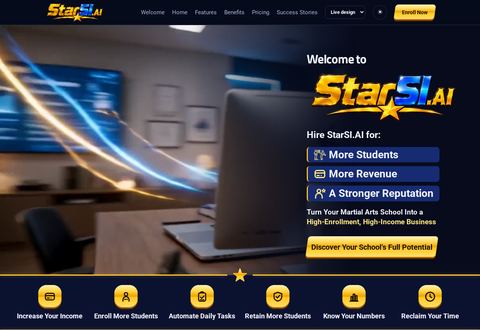 StarSI.AI
Welcome
Home
Features
Benefits
Pricing
Success Stories
Live design
Enroll Now
Welcome to
StarSI.AI
Hire StarSI.AI for:
More Students
More Revenue
A Stronger Reputation
Turn Your Martial Arts School Into a
High-Enrollment, High-Income Business
Discover Your School's Full Potential
Increase Your Income
Enroll More Students
Automate Daily Tasks
Retain More Students
Know Your Numbers
Reclaim Your Time